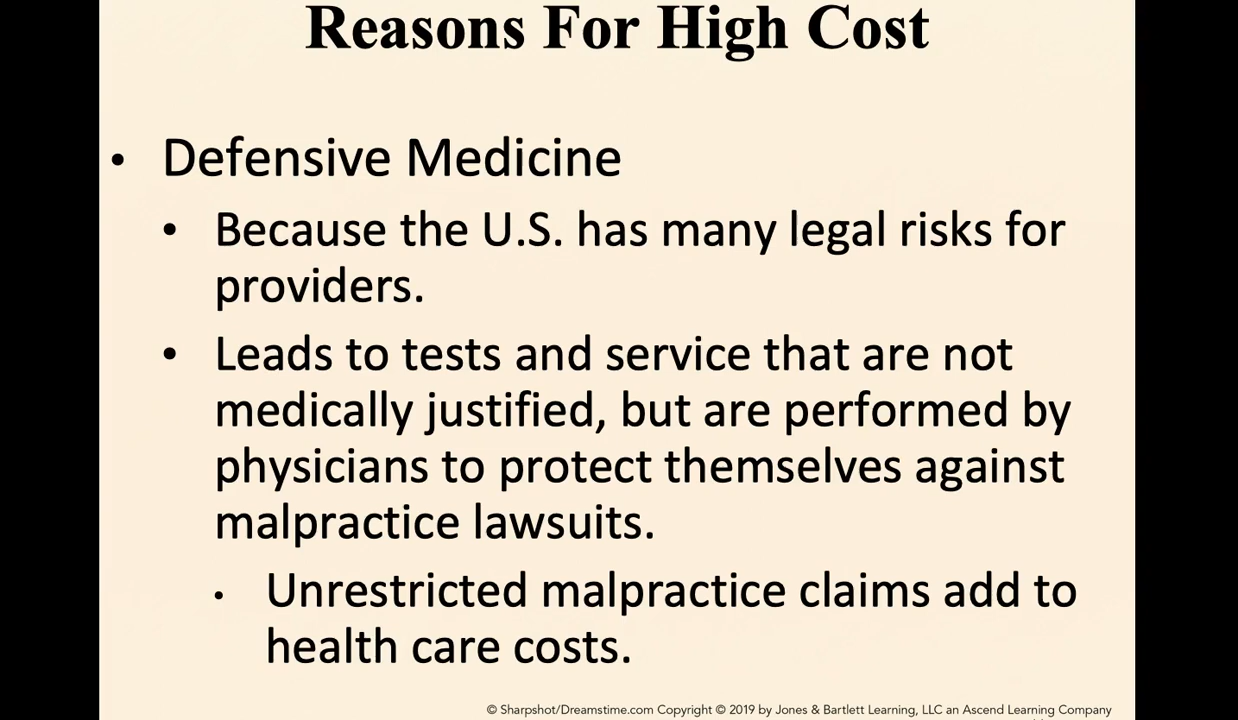 Reasons For High Cost
• Defensive Medicine
• Because the U.S. has many legal risks for
providers.
• Leads to tests and service that are not
medically justified, but are performed by
physicians to protect themselves against
malpractice lawsuits.
• Unrestricted malpractice claims add to
health care costs.
© Sharpshot/Dreamstime.com Copyright © 2019 by Jones & Bartlett Learning, LLC an Ascend Learning Company